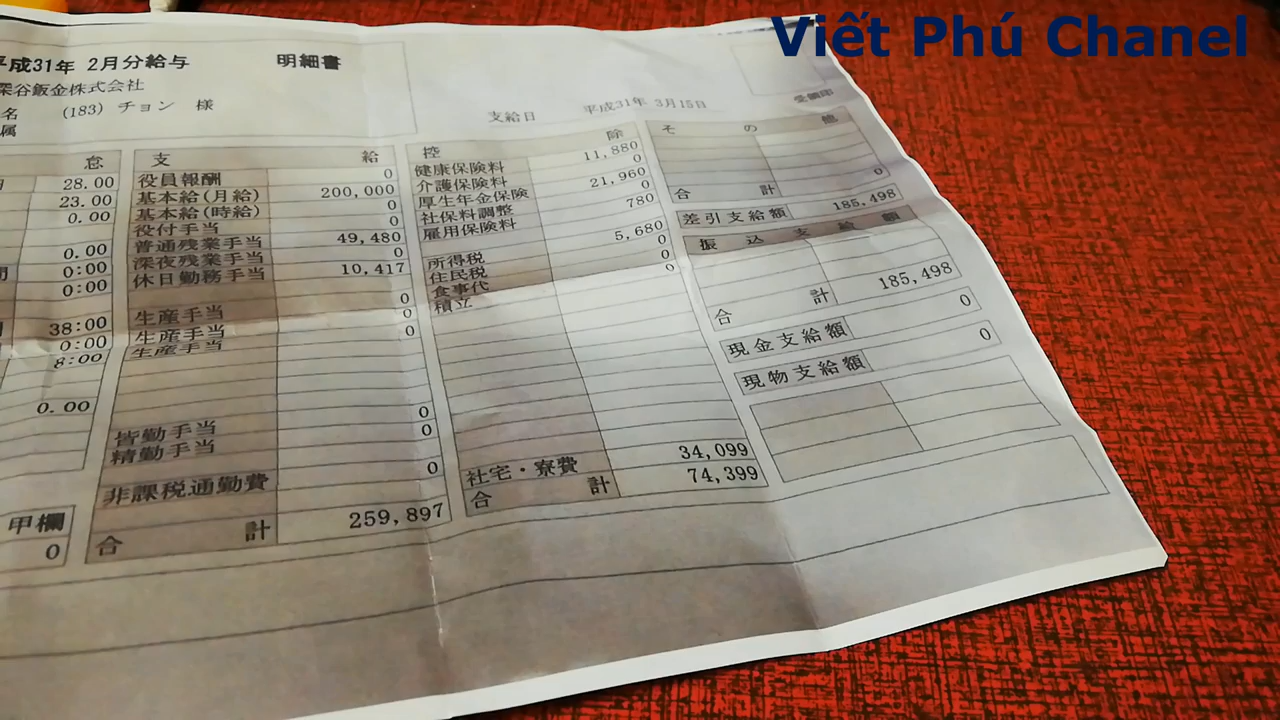 Viết Phú Chanel
平成31年 2月分給与 明細書
深谷鈑金株式会社
名 (183) チョン 様
属
支給日 平成31年 3月15日
受領印
怠
28.00
23.00
0.00
0.00
0:00
0:00
38:00
0:00
8:00
0.00
甲欄
0
支 給
役員報酬 0
基本給(月給) 200,000
基本給(時給) 0
役付手当 0
普通残業手当 49,480
深夜残業手当 0
休日勤務手当 10,417
生産手当 0
生産手当 0
生産手当 0
皆勤手当 0
精勤手当 0
非課税通勤費 0
合 計 259,897
控 除
健康保険料 11,880
介護保険料 0
厚生年金保険 21,960
社保料調整 0
雇用保険料 780
所得税 5,680
住民税 0
食事代 0
積立
社宅・寮費 34,099
合 計 74,399
そ の 他
0
合 計 0
差引支給額 185,498
振 込 支 給 額
合 計 185,498
現金支給額 0
現物支給額 0